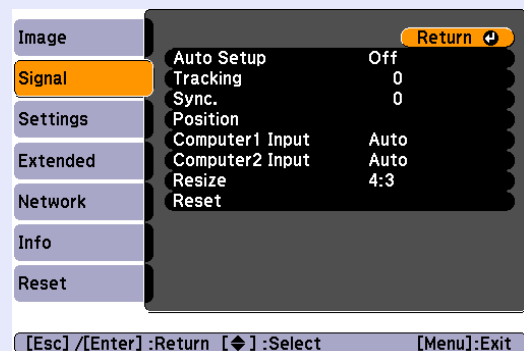 Image
Signal
Settings
Extended
Network
Info
Reset
Return
Auto Setup Off
Tracking 0
Sync. 0
Position
Computer1 Input Auto
Computer2 Input Auto
Resize 4:3
Reset
[Esc] /[Enter] :Return [◆] :Select [Menu]:Exit